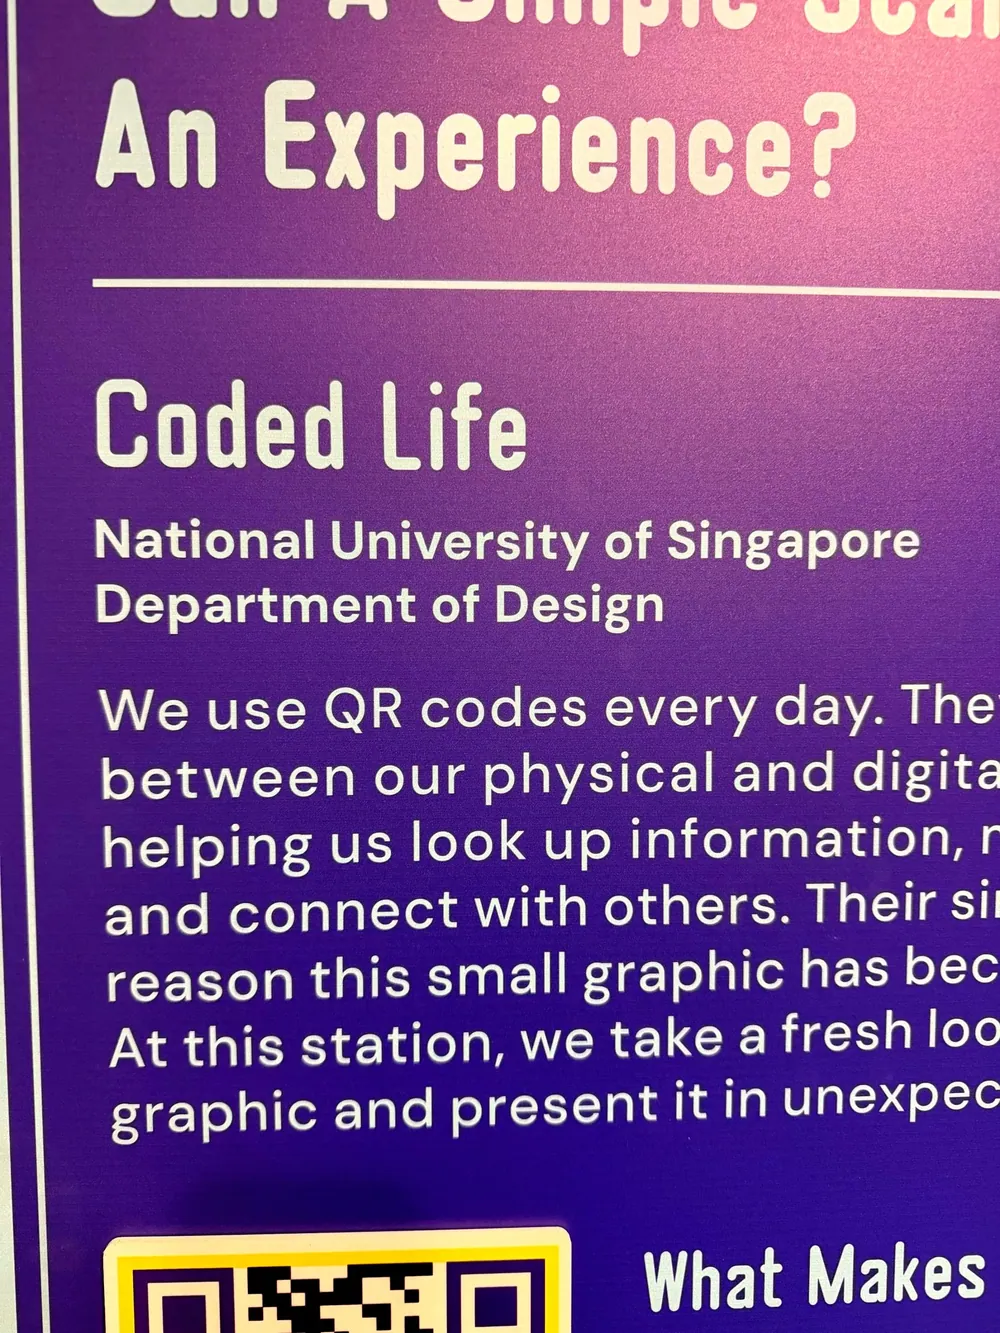 An Experience?
Coded Life
National University of Singapore
Department of Design
We use QR codes every day.
between our physical and
helping us look up information,
and connect with others. Their
reason this small graphic has
At this station, we take a fresh
graphic and present it in
What Makes